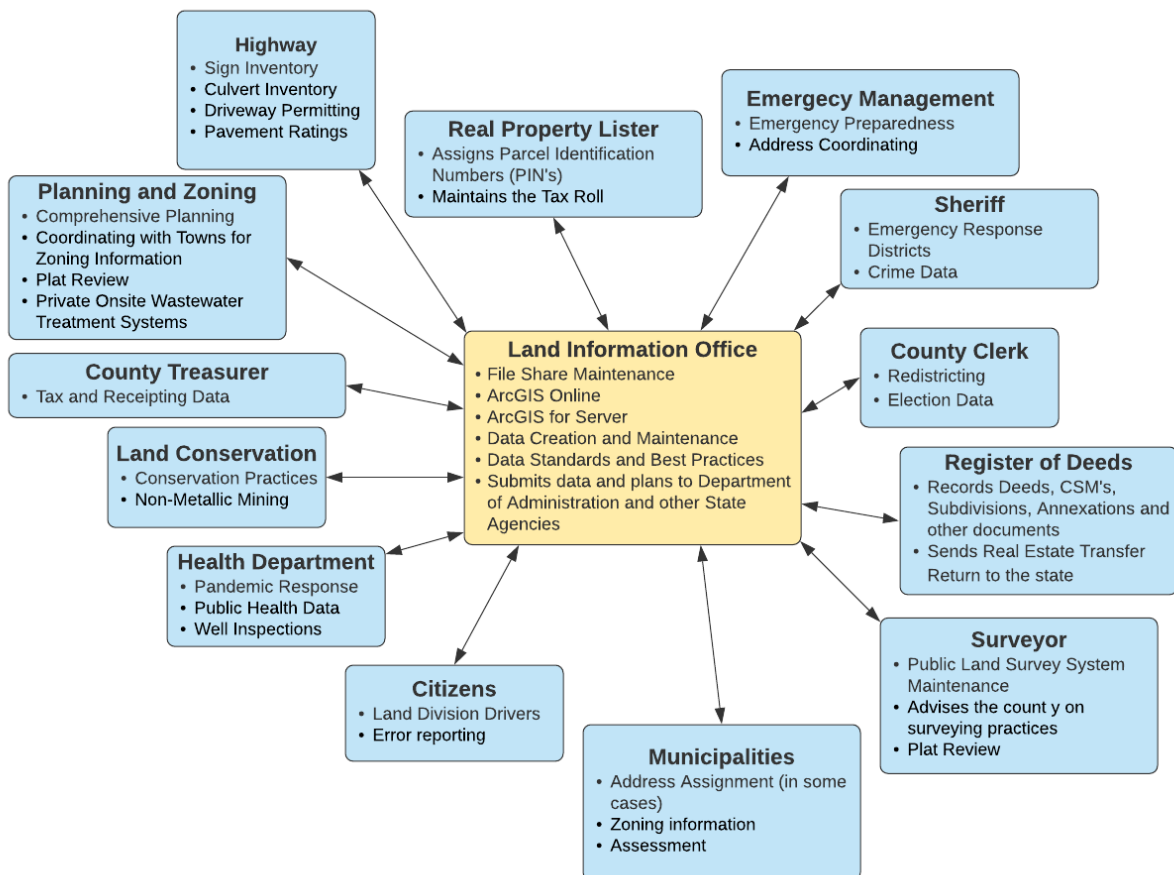 Highway
• Sign Inventory
• Culvert Inventory
• Driveway Permitting
• Pavement Ratings
Real Property Lister
• Assigns Parcel Identification
Numbers (PIN's)
• Maintains the Tax Roll
Emergecy Management
• Emergency Preparedness
• Address Coordinating
Planning and Zoning
• Comprehensive Planning
• Coordinating with Towns for
Zoning Information
• Plat Review
• Private Onsite Wastewater
Treatment Systems
Sheriff
• Emergency Response
Districts
• Crime Data
Land Information Office
• File Share Maintenance
• ArcGIS Online
• ArcGIS for Server
• Data Creation and Maintenance
• Data Standards and Best Practices
• Submits data and plans to Department
of Administration and other State
Agencies
County Treasurer
• Tax and Receipting Data
County Clerk
• Redistricting
• Election Data
Land Conservation
• Conservation Practices
• Non-Metallic Mining
Register of Deeds
• Records Deeds, CSM's,
Subdivisions, Annexations and
other documents
• Sends Real Estate Transfer
Return to the state
Health Department
• Pandemic Response
• Public Health Data
• Well Inspections
Surveyor
• Public Land Survey System
Maintenance
• Advises the count y on
surveying practices
• Plat Review
Citizens
• Land Division Drivers
• Error reporting
Municipalities
• Address Assignment (in some
cases)
• Zoning information
• Assessment